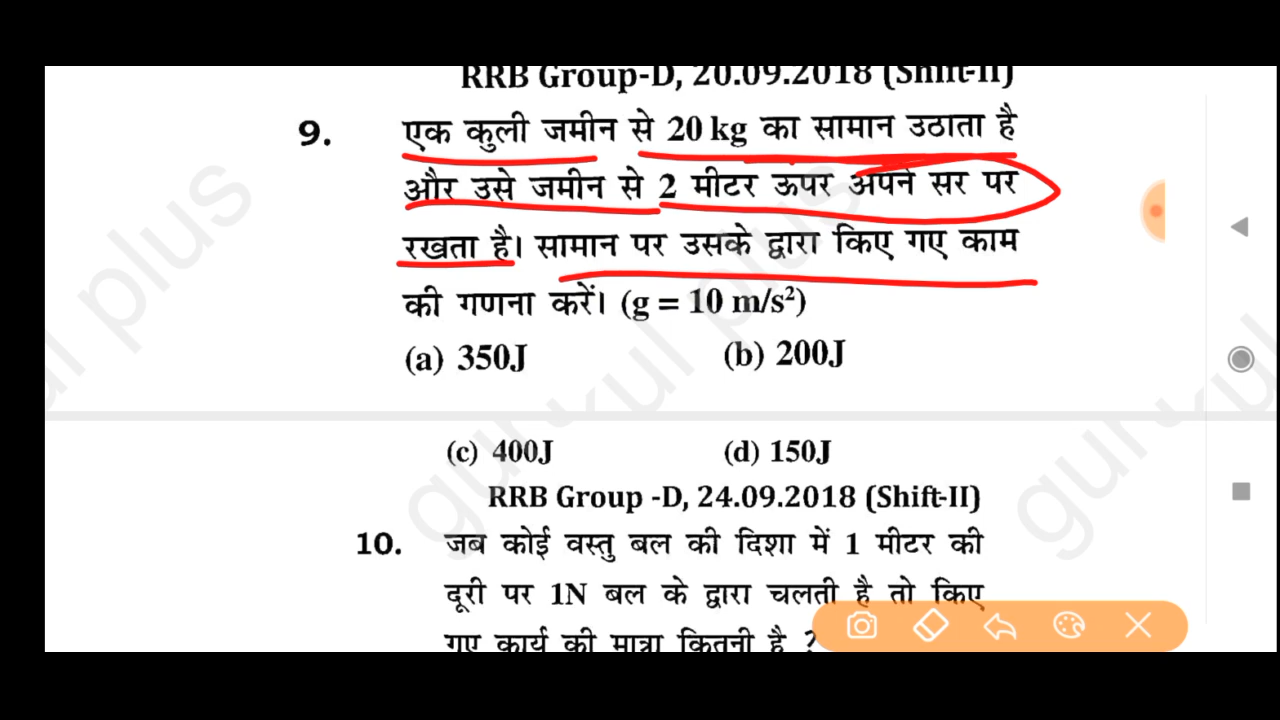 RRB Group-D, 20.09.2018 (Shift-II)
9. एक कुली जमीन से 20 kg का सामान उठाता है
और उसे जमीन से 2 मीटर ऊपर अपने सर पर
रखता है। सामान पर उसके द्वारा किए गए काम
की गणना करें। (g = 10 m/s²)
(a) 350J (b) 200J
(c) 400J (d) 150J
RRB Group -D, 24.09.2018 (Shift-II)
10. जब कोई वस्तु बल की दिशा में 1 मीटर की
दूरी पर 1N बल के द्वारा चलती है तो किए
गए कार्य की मात्रा कितनी है ?
gurukul plus